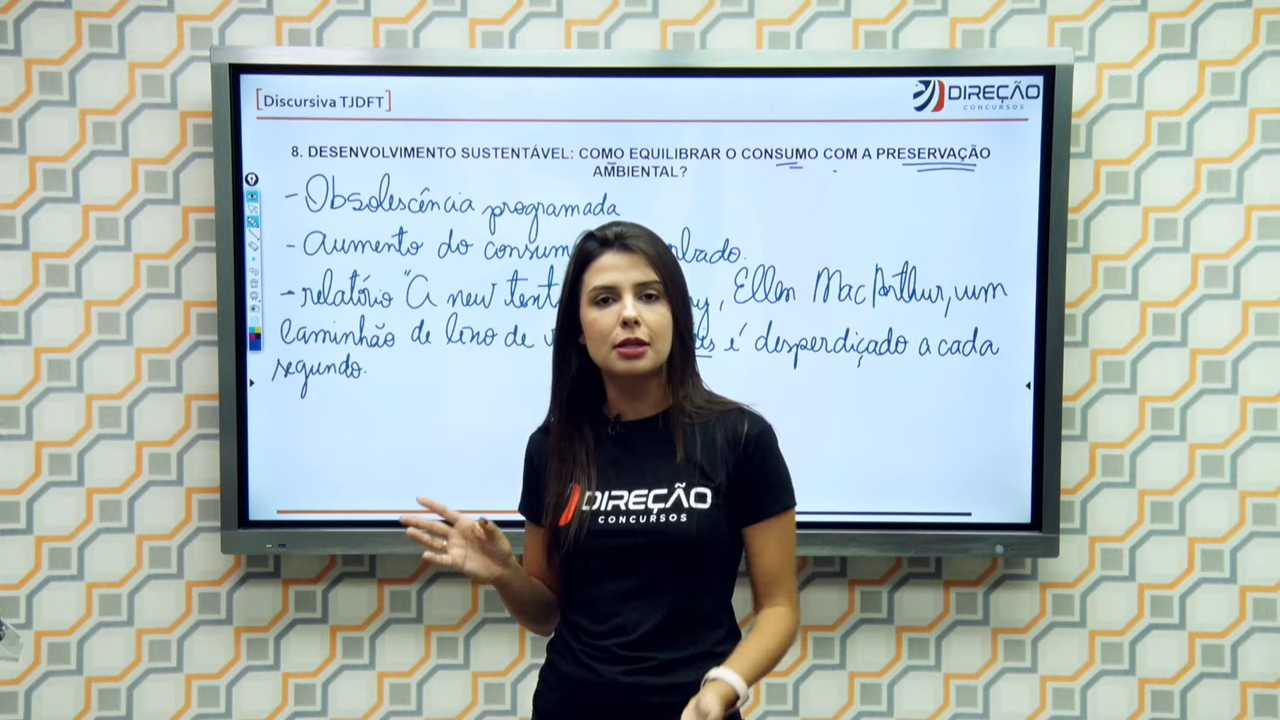 [Discursiva TJDFT]
DIREÇÃO
CONCURSOS
8. DESENVOLVIMENTO SUSTENTÁVEL: COMO EQUILIBRAR O CONSUMO COM A PRESERVAÇÃO
AMBIENTAL?
- Obsolescência programada
- Aumento do consum
- relatório "A new text , Ellen MacArthur, um
caminhão de lixo de é desperdiçado a cada
segundo.
DIREÇÃO
CONCURSOS